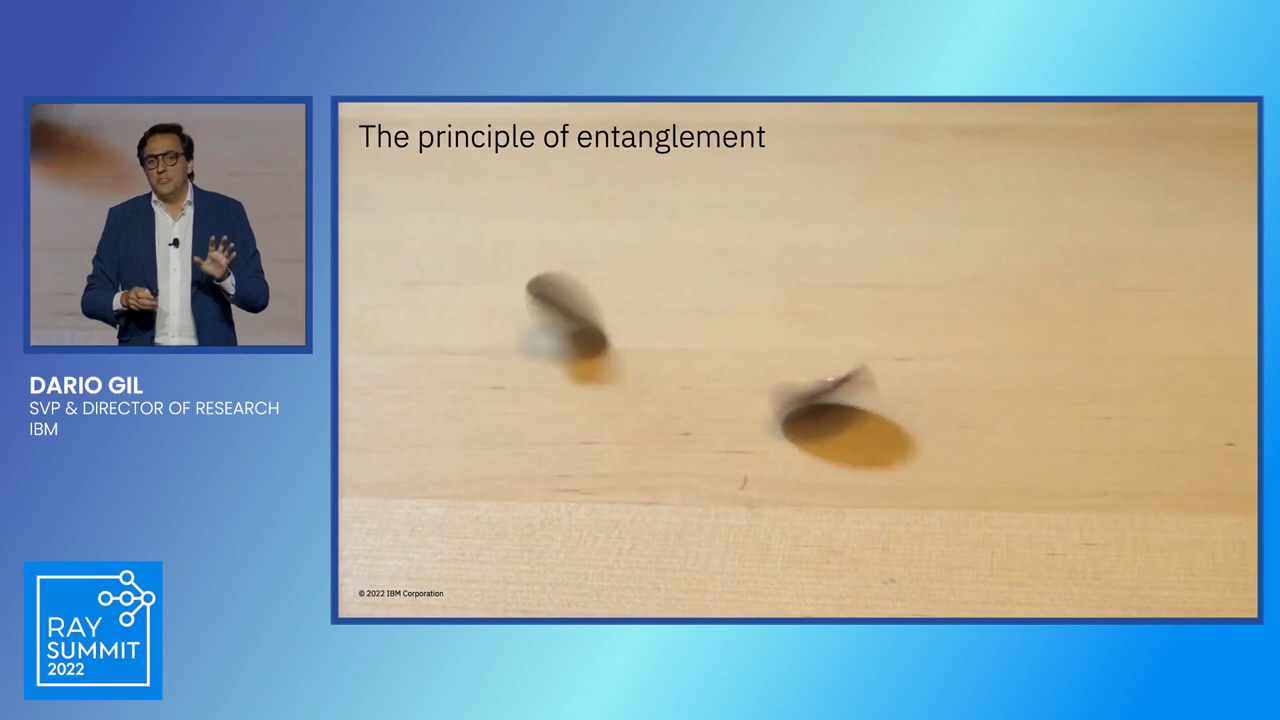 The principle of entanglement
DARIO GIL
SVP & DIRECTOR OF RESEARCH
IBM
© 2022 IBM Corporation
RAY
SUMMIT
2022